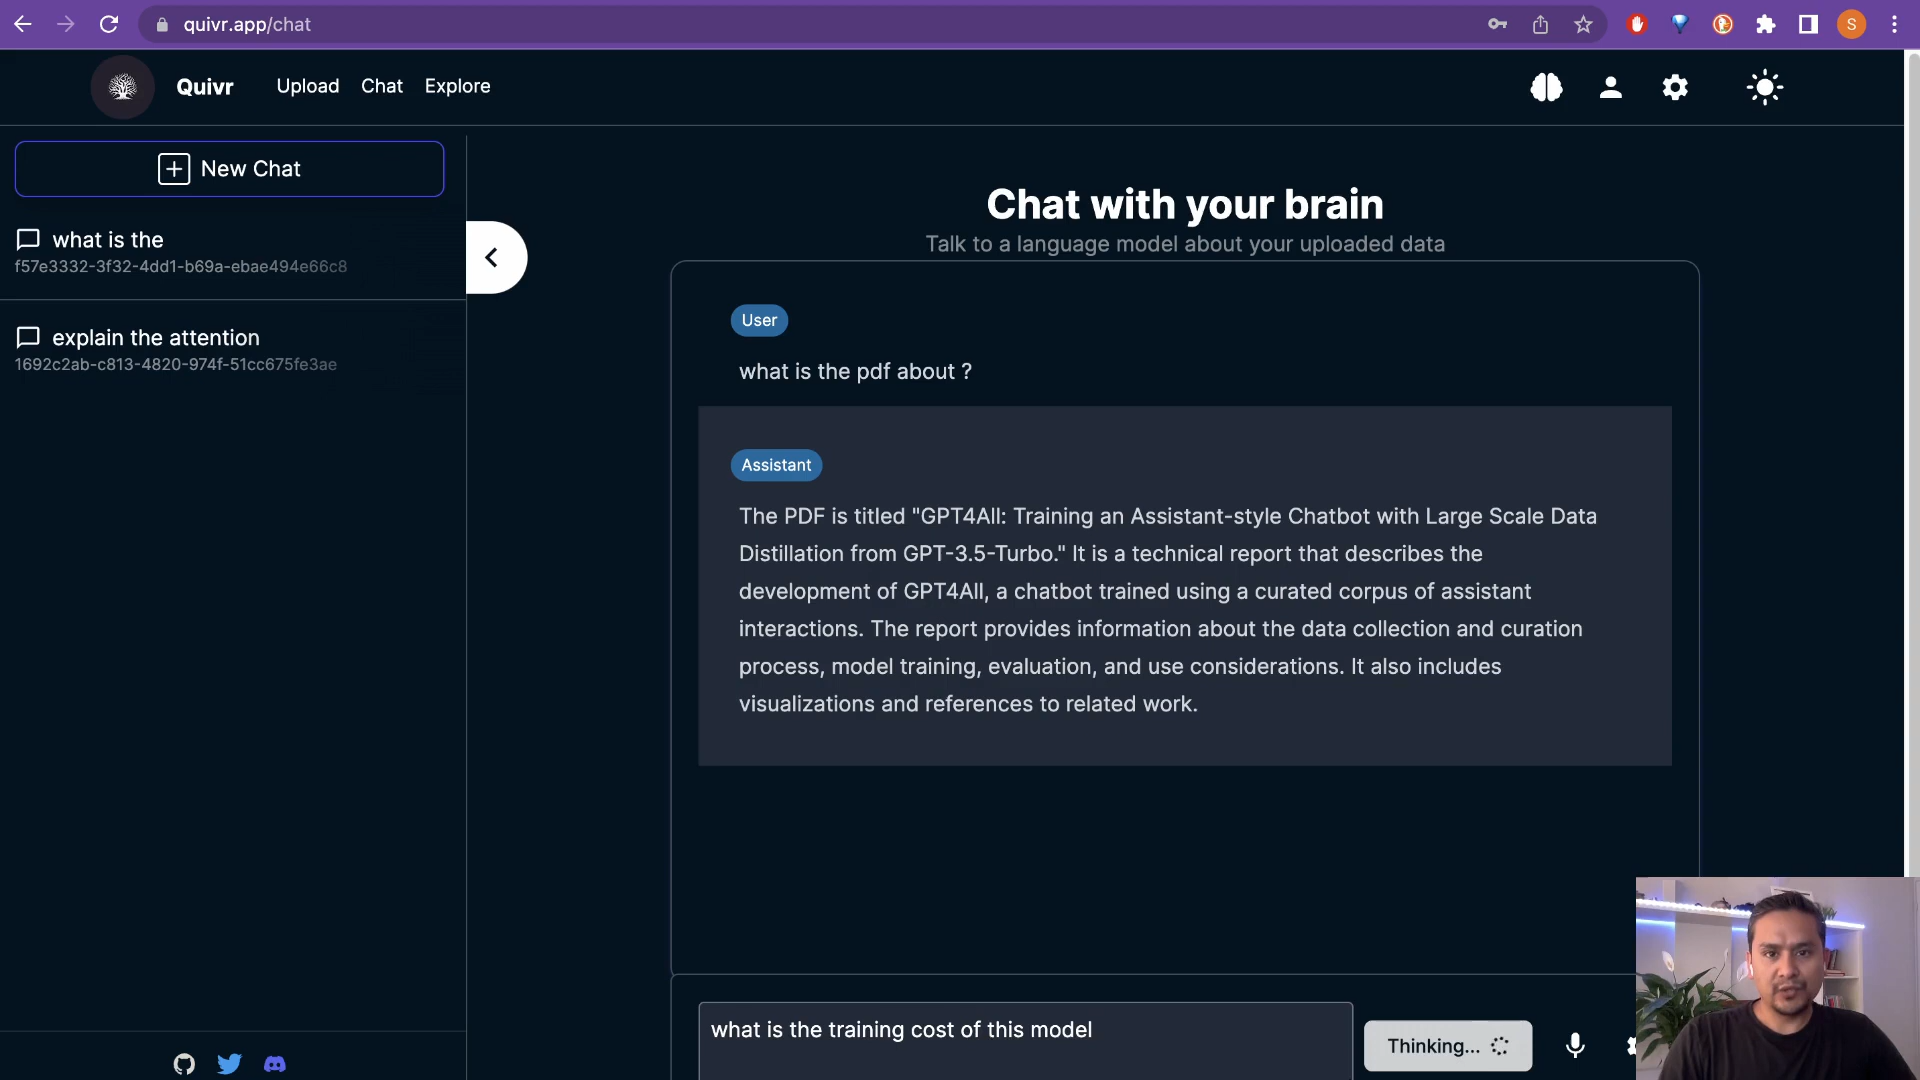 quivr.app/chat
S
Quivr
Upload
Chat
Explore
New Chat
what is the
f57e3332-3f32-4dd1-b69a-ebae494e66c8
explain the attention
1692c2ab-c813-4820-974f-51cc675fe3ae
Chat with your brain
Talk to a language model about your uploaded data
User
what is the pdf about ?
Assistant
The PDF is titled "GPT4All: Training an Assistant-style Chatbot with Large Scale Data
Distillation from GPT-3.5-Turbo." It is a technical report that describes the
development of GPT4All, a chatbot trained using a curated corpus of assistant
interactions. The report provides information about the data collection and curation
process, model training, evaluation, and use considerations. It also includes
visualizations and references to related work.
what is the training cost of this model
Thinking...